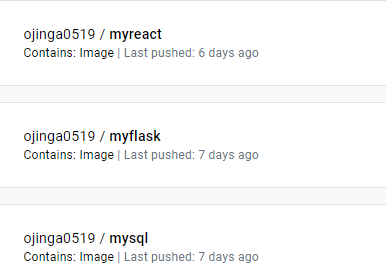 ojinga0519 / myreact
Contains: Image | Last pushed: 6 days ago
ojinga0519 / myflask
Contains: Image | Last pushed: 7 days ago
ojinga0519 / mysql
Contains: Image | Last pushed: 7 days ago